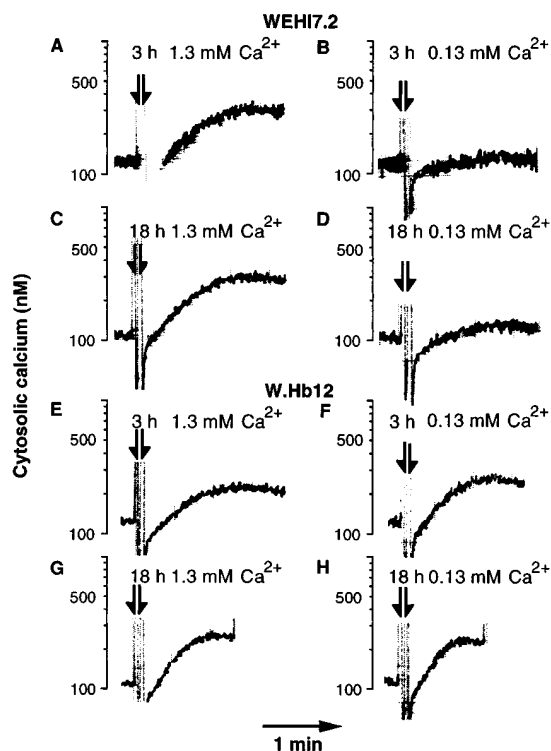 WEHI7.2
A 3 h 1.3 mM Ca2+
500
100
B 3 h 0.13 mM Ca2+
500
100
C 18 h 1.3 mM Ca2+
500
100
D 18 h 0.13 mM Ca2+
500
100
Cytosolic calcium (nM)
W.Hb12
E 3 h 1.3 mM Ca2+
500
100
F 3 h 0.13 mM Ca2+
500
100
G 18 h 1.3 mM Ca2+
500
100
H 18 h 0.13 mM Ca2+
500
100
1 min